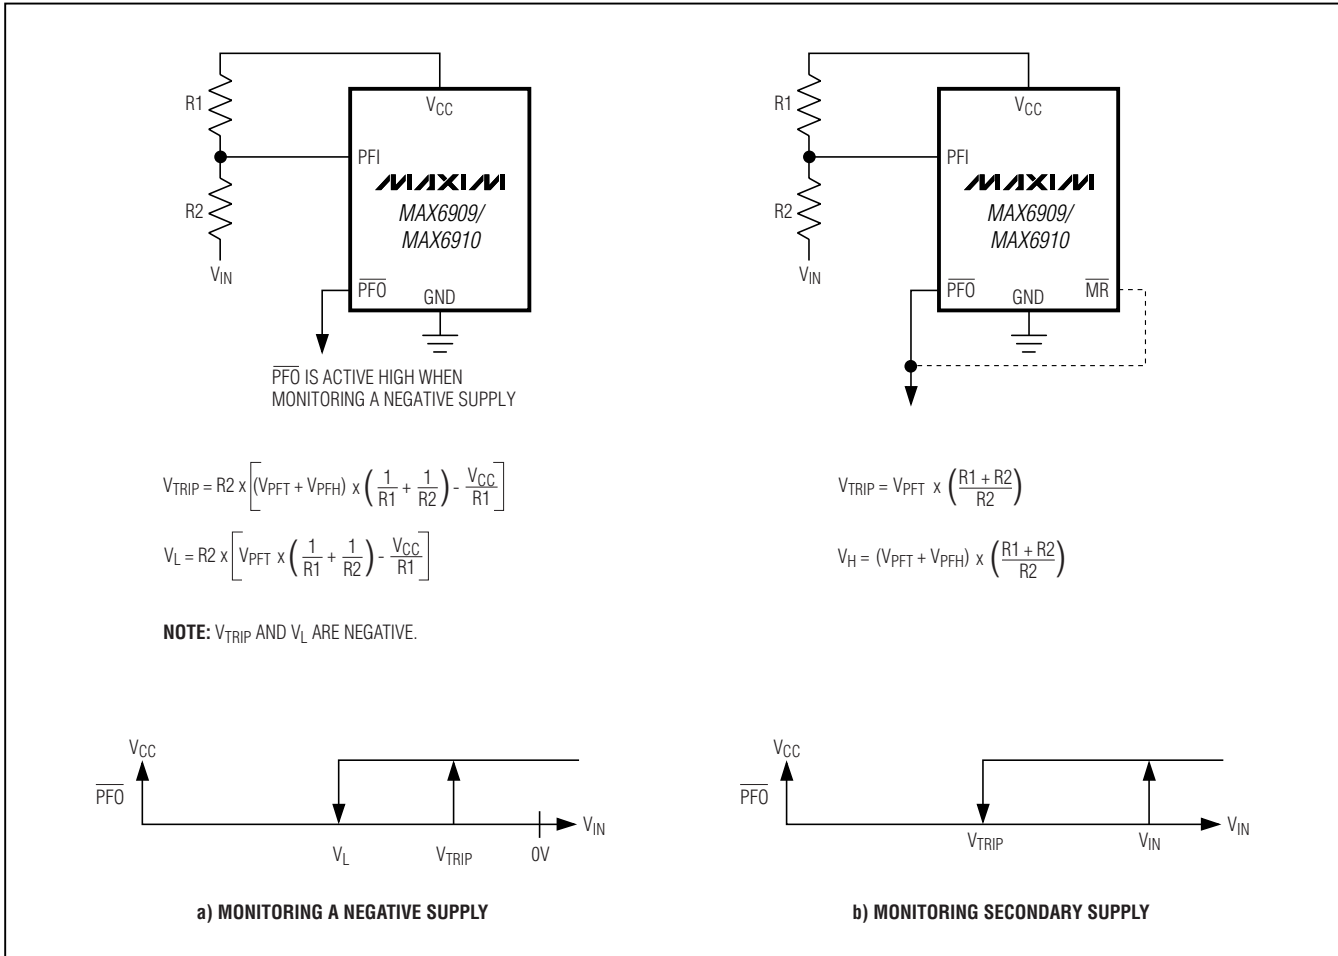 R1
R2
VIN
VCC
PFI
MAXIM
MAX6909/
MAX6910
PFO
GND
PFO IS ACTIVE HIGH WHEN
MONITORING A NEGATIVE SUPPLY
VTRIP = R2 x [(VPFT + VPFH) x (1/R1 + 1/R2) - VCC/R1]
VL = R2 x [VPFT x (1/R1 + 1/R2) - VCC/R1]
NOTE: VTRIP AND VL ARE NEGATIVE.
VCC
PFO
VL
VTRIP
0V
VIN
a) MONITORING A NEGATIVE SUPPLY
R1
R2
VIN
VCC
PFI
MAXIM
MAX6909/
MAX6910
PFO
GND
MR
VTRIP = VPFT x (R1 + R2/R2)
VH = (VPFT + VPFH) x (R1 + R2/R2)
VCC
PFO
VTRIP
VIN
VIN
b) MONITORING SECONDARY SUPPLY